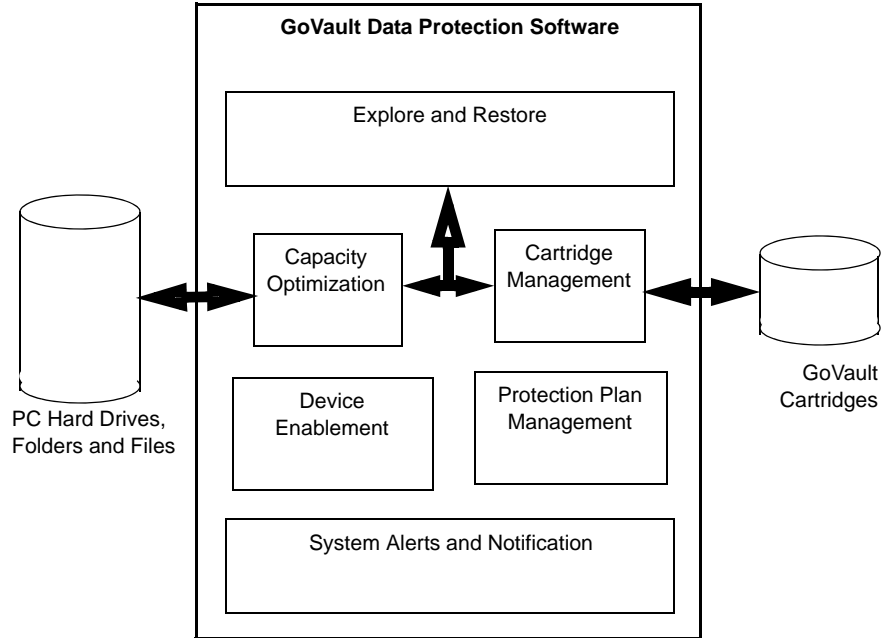 GoVault Data Protection Software
Explore and Restore
Capacity
Optimization
Cartridge
Management
PC Hard Drives,
Folders and Files
GoVault
Cartridges
Device
Enablement
Protection Plan
Management
System Alerts and Notification